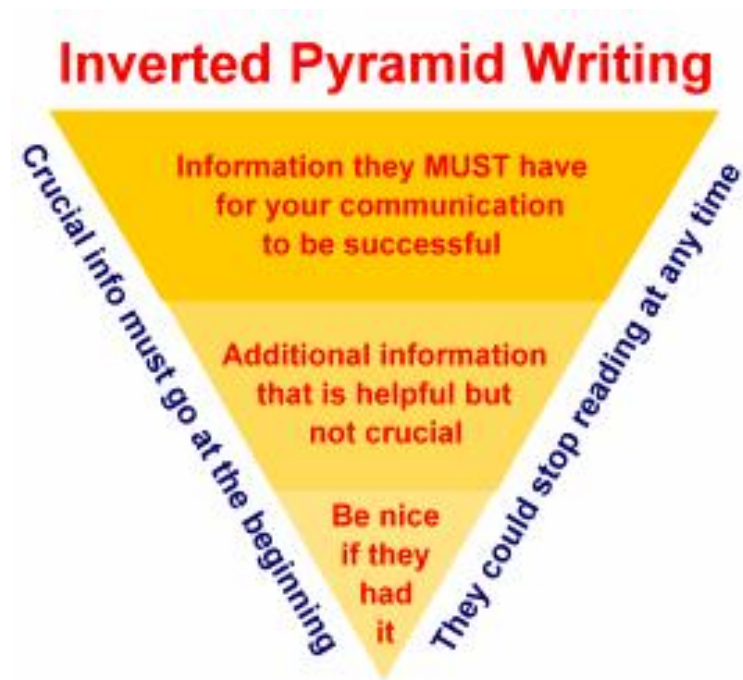 Inverted Pyramid Writing
Information they MUST have
for your communication
to be successful
Additional information
that is helpful but
not crucial
Be nice
if they
had
it
Crucial info must go at the beginning
They could stop reading at any time